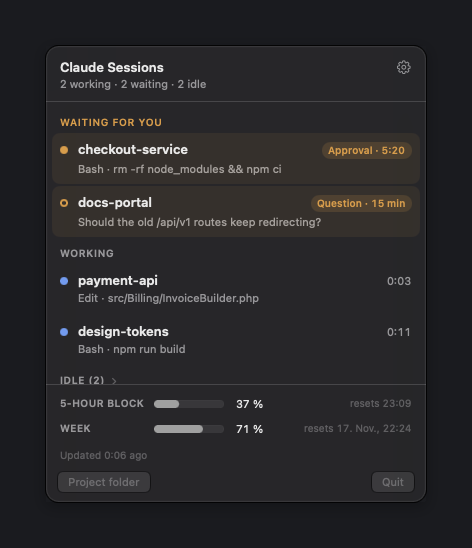 Claude Sessions
2 working · 2 waiting · 2 idle
WAITING FOR YOU
checkout-service
Approval · 5:20
Bash · rm -rf node_modules && npm ci
docs-portal
Question · 15 min
Should the old /api/v1 routes keep redirecting?
WORKING
payment-api
0:03
Edit · src/Billing/InvoiceBuilder.php
design-tokens
0:11
Bash · npm run build
IDLE (2) >
5-HOUR BLOCK
37 %
resets 23:09
WEEK
71 %
resets 17. Nov., 22:24
Updated 0:06 ago
Project folder
Quit